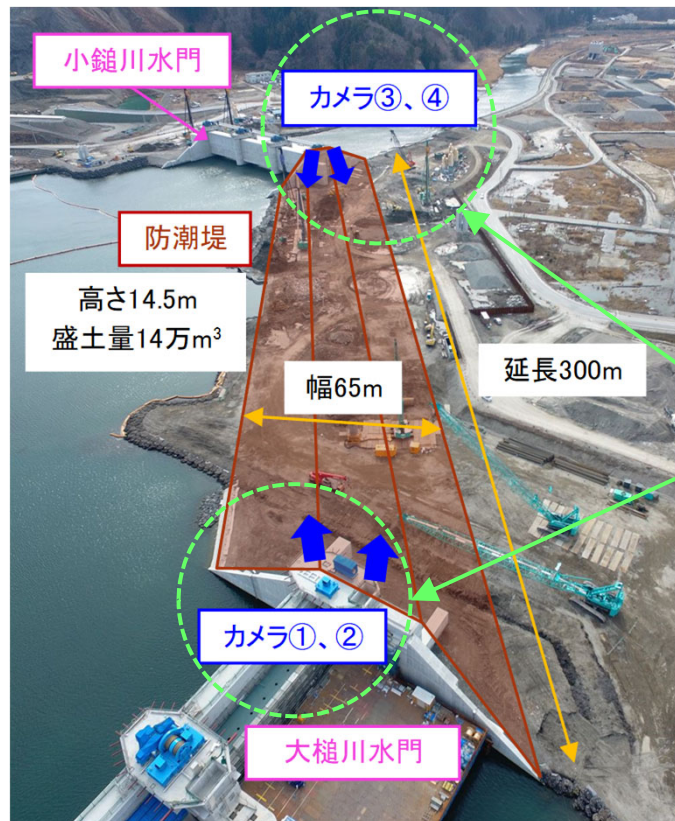 小鎚川水門
カメラ③、④
防潮堤
高さ14.5m
盛土量14万m³
幅65m
延長300m
カメラ①、②
大槌川水門